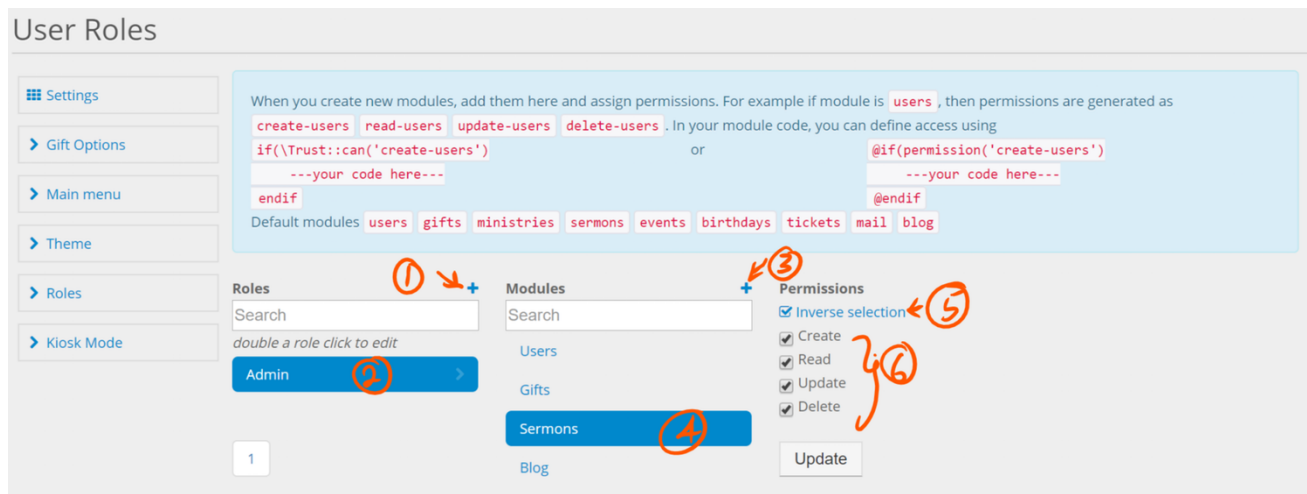 User Roles
Settings
Gift Options
Main menu
Theme
Roles
Kiosk Mode
When you create new modules, add them here and assign permissions. For example if module is users , then permissions are generated as
create-users read-users update-users delete-users . In your module code, you can define access using
if(\Trust::can('create-users') or @if(permission('create-users')
---your code here--- ---your code here---
endif @endif
Default modules users gifts ministries sermons events birthdays tickets mail blog
1 3
Roles + Modules + Permissions
Search Search Inverse selection 5
double a role click to edit
Admin 2
1
Users
Gifts
Sermons 4
Blog
Create
Read 6
Update
Delete
Update